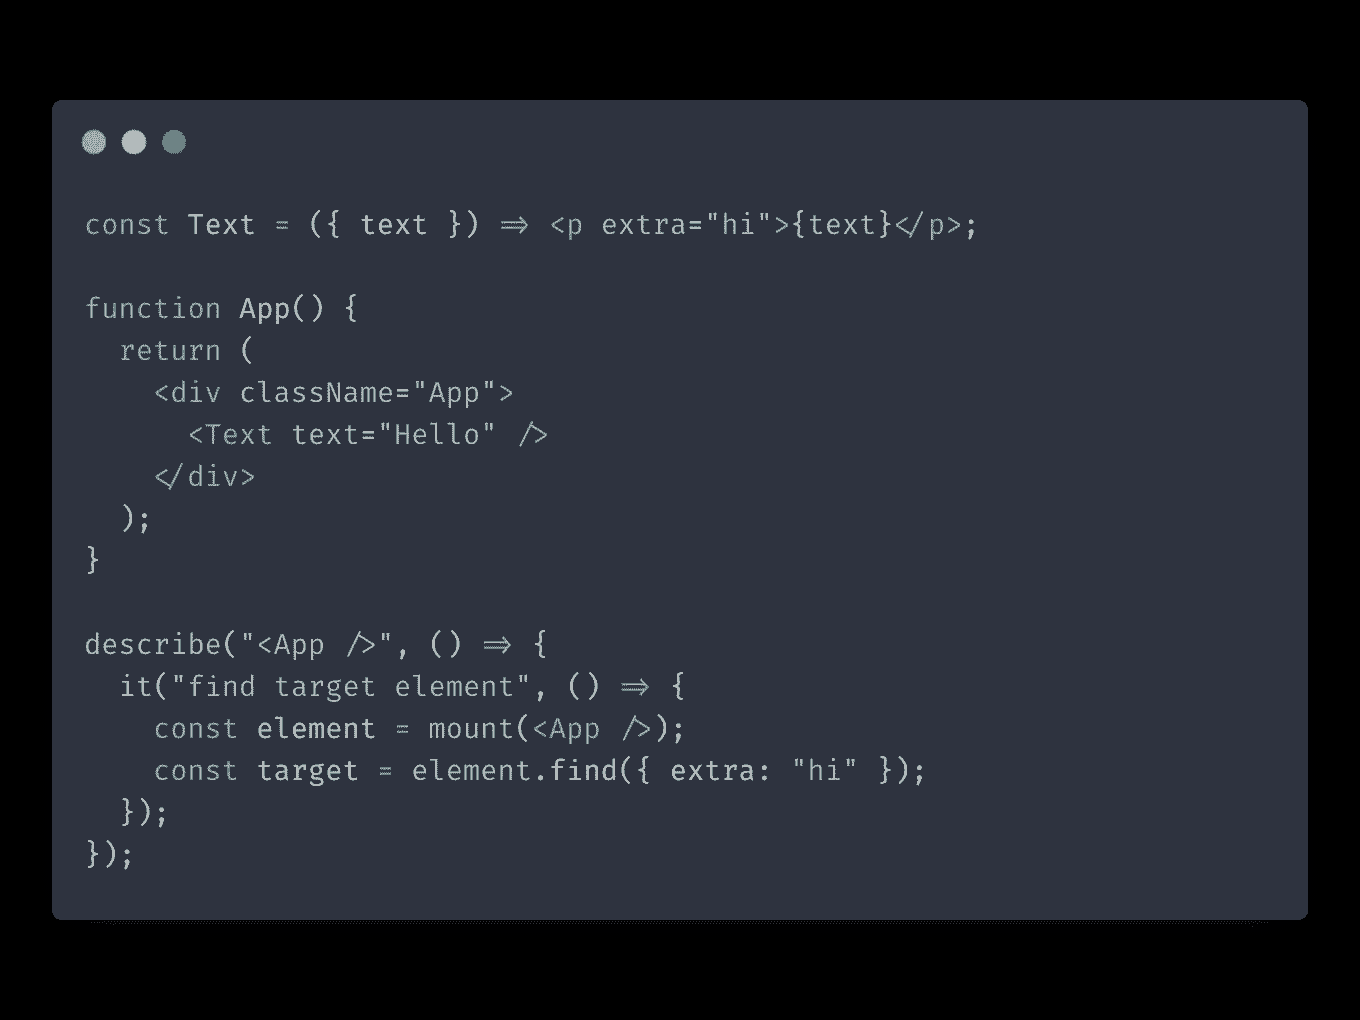 const Text = ({ text }) => <p extra="hi">{text}</p>;
function App() {
return (
<div className="App">
<Text text="Hello" />
</div>
);
}
describe("<App />", () => {
it("find target element", () => {
const element = mount(<App />);
const target = element.find({ extra: "hi" });
});
});